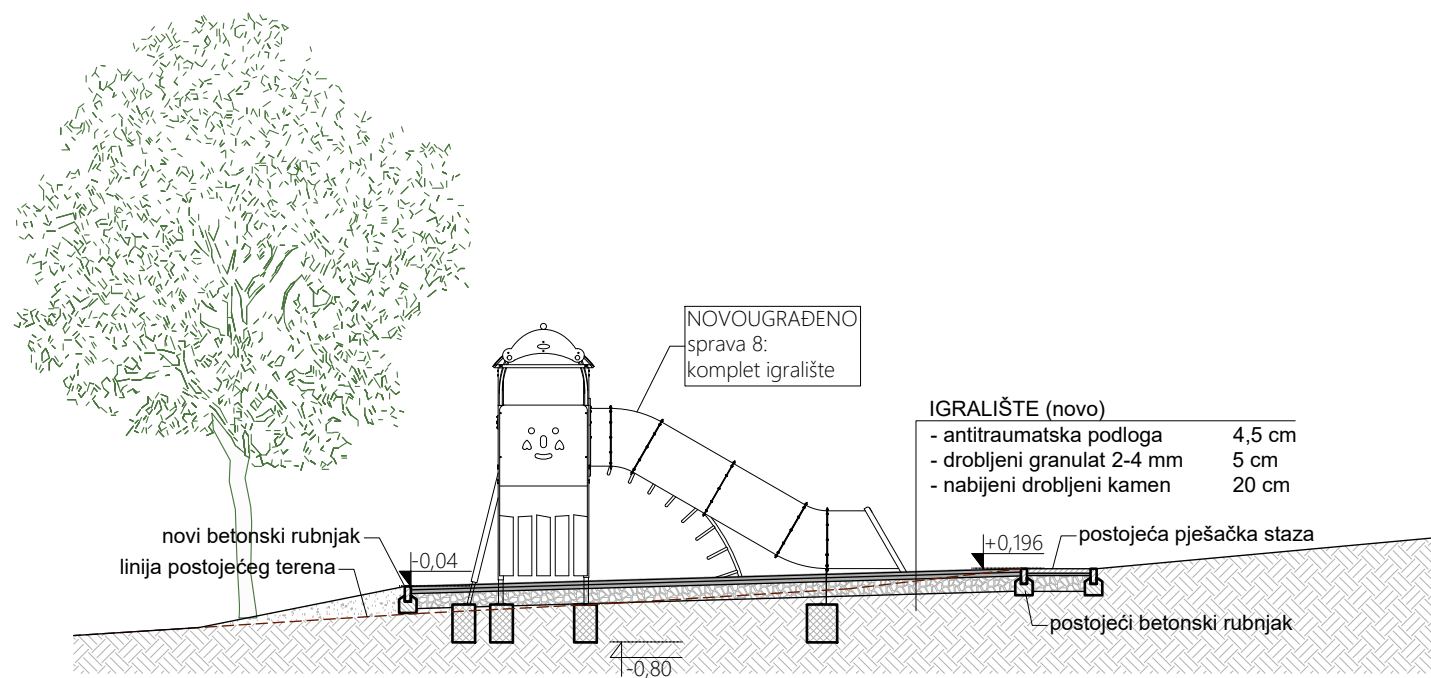 NOVOUGRAĐENO
sprava 8:
komplet igralište
IGRALIŠTE (novo)
- antitraumatska podloga 4,5 cm
- drobljeni granulat 2-4 mm 5 cm
- nabijeni drobljeni kamen 20 cm
novi betonski rubnjak
linija postojećeg terena
-0,04
+0,196
postojeća pješačka staza
postojeći betonski rubnjak
-0,80